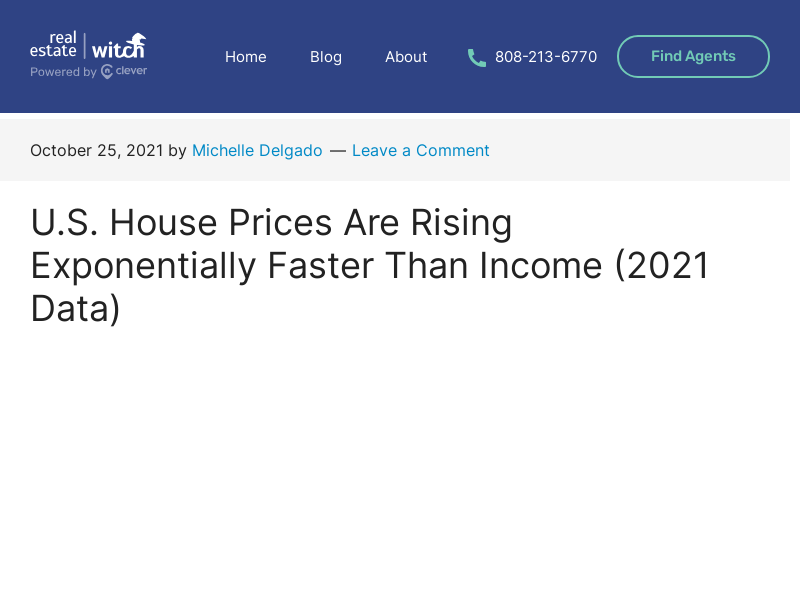 real
estate witch
Powered by clever
Home Blog About 808-213-6770 Find Agents
October 25, 2021 by Michelle Delgado — Leave a Comment
U.S. House Prices Are Rising
Exponentially Faster Than Income (2021
Data)